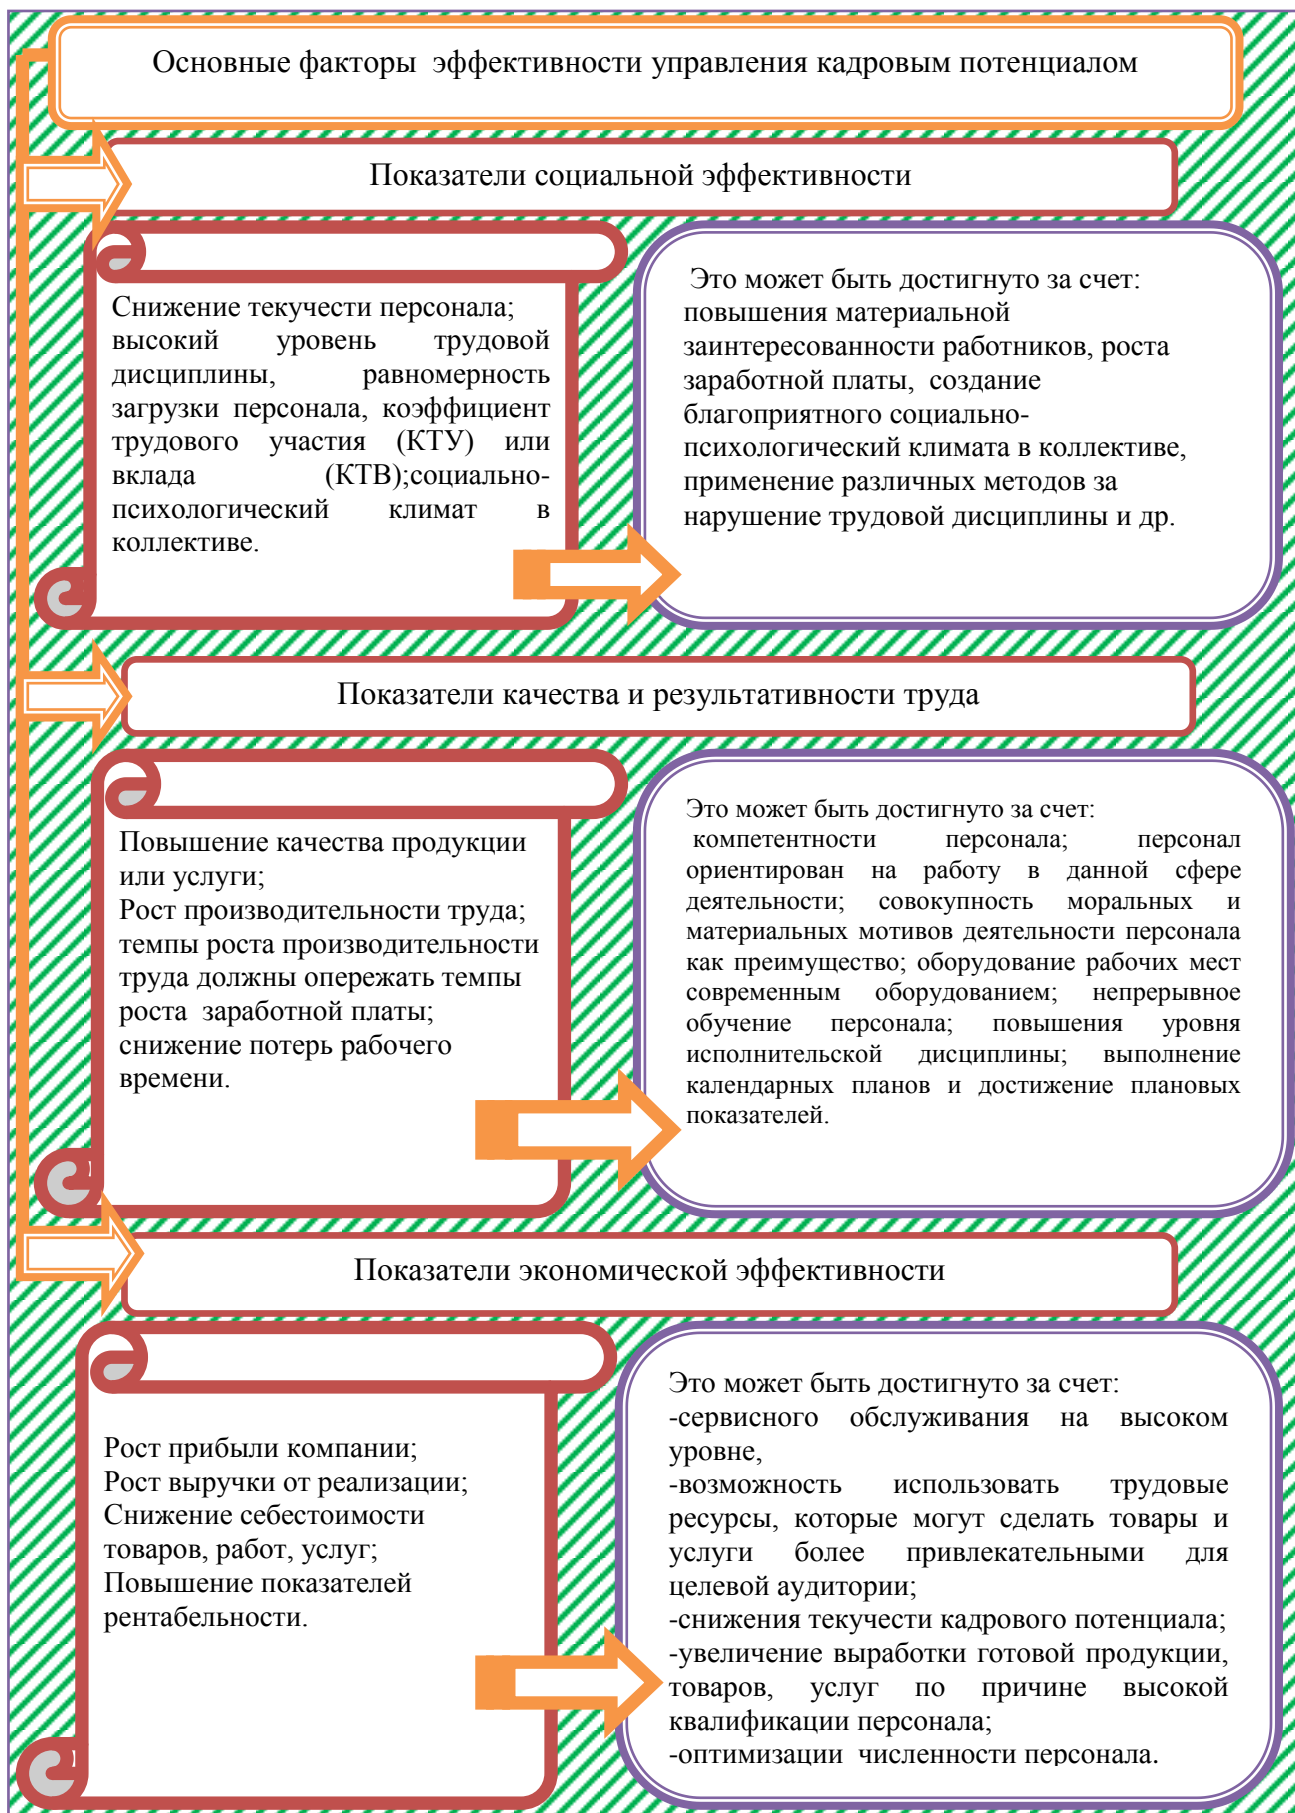 Основные факторы эффективности управления кадровым потенциалом
Показатели социальной эффективности
Снижение текучести персонала;
высокий уровень трудовой
дисциплины, равномерность
загрузки персонала, коэффициент
трудового участия (КТУ) или
вклада (КТВ);социально-
психологический климат в
коллективе.
Это может быть достигнуто за счет:
повышения материальной
заинтересованности работников, роста
заработной платы, создание
благоприятного социально-
психологический климата в коллективе,
применение различных методов за
нарушение трудовой дисциплины и др.
Показатели качества и результативности труда
Повышение качества продукции
или услуги;
Рост производительности труда;
темпы роста производительности
труда должны опережать темпы
роста заработной платы;
снижение потерь рабочего
времени.
Это может быть достигнуто за счет:
компетентности персонала; персонал
ориентирован на работу в данной сфере
деятельности; совокупность моральных и
материальных мотивов деятельности персонала
как преимущество; оборудование рабочих мест
современным оборудованием; непрерывное
обучение персонала; повышения уровня
исполнительской дисциплины; выполнение
календарных планов и достижение плановых
показателей.
Показатели экономической эффективности
Рост прибыли компании;
Рост выручки от реализации;
Снижение себестоимости
товаров, работ, услуг;
Повышение показателей
рентабельности.
Это может быть достигнуто за счет:
-сервисного обслуживания на высоком
уровне,
-возможность использовать трудовые
ресурсы, которые могут сделать товары и
услуги более привлекательными для
целевой аудитории;
-снижения текучести кадрового потенциала;
-увеличение выработки готовой продукции,
товаров, услуг по причине высокой
квалификации персонала;
-оптимизации численности персонала.